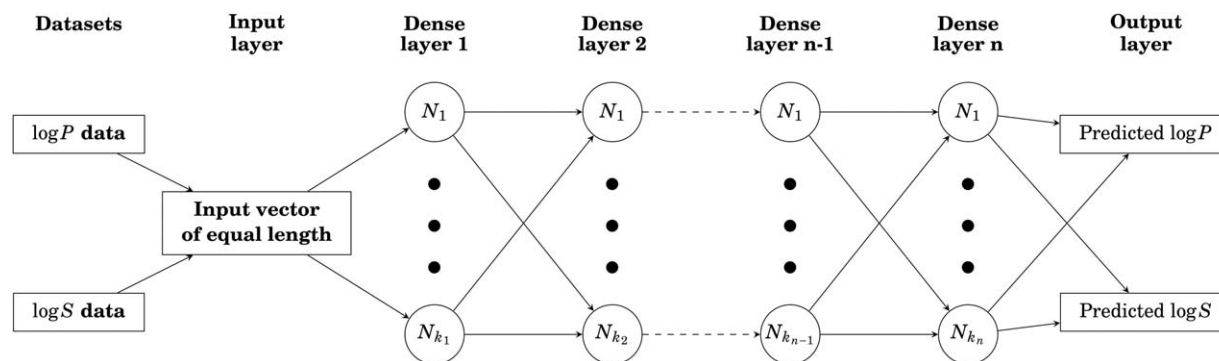 Datasets
Input
layer
Dense
layer 1
Dense
layer 2
Dense
layer n-1
Dense
layer n
Output
layer
logP data
logS data
Input vector
of equal length
N₁
N₁
N₁
N₁
Nₖ₁
Nₖ₂
Nₖₙ₋₁
Nₖₙ
Predicted logP
Predicted logS